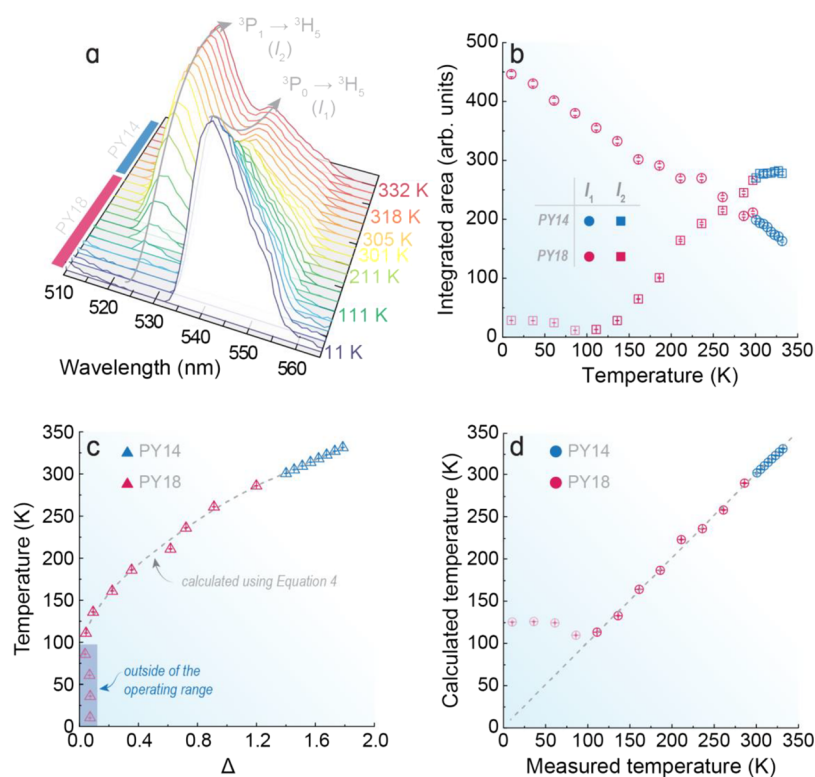 a
³P₁ → ³H₅
(I₂)
³P₀ → ³H₅
(I₁)
PY14
PY18
332 K
318 K
305 K
301 K
211 K
111 K
11 K
510
520
530
540
550
560
Wavelength (nm)
b
Integrated area (arb. units)
500
400
300
200
100
0
I₁ I₂
PY14
PY18
0 50 100 150 200 250 300 350
Temperature (K)
c
PY14
PY18
Temperature (K)
350
300
250
200
150
100
50
0
calculated using Equation 4
outside of the
operating range
0 0.4 0.8 1.2 1.6 2.0
Δ
d
PY14
PY18
Calculated temperature (K)
350
300
250
200
150
100
50
0
0 50 100 150 200 250 300 350
Measured temperature (K)